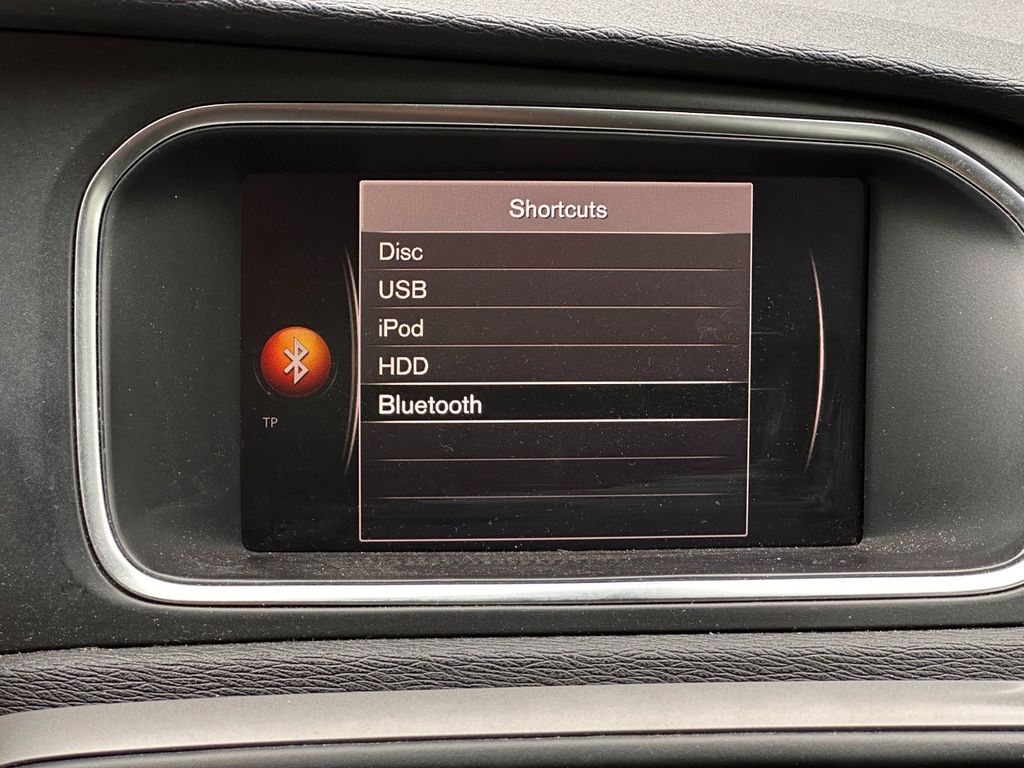 Shortcuts
Disc
USB
iPod
HDD
Bluetooth
TP